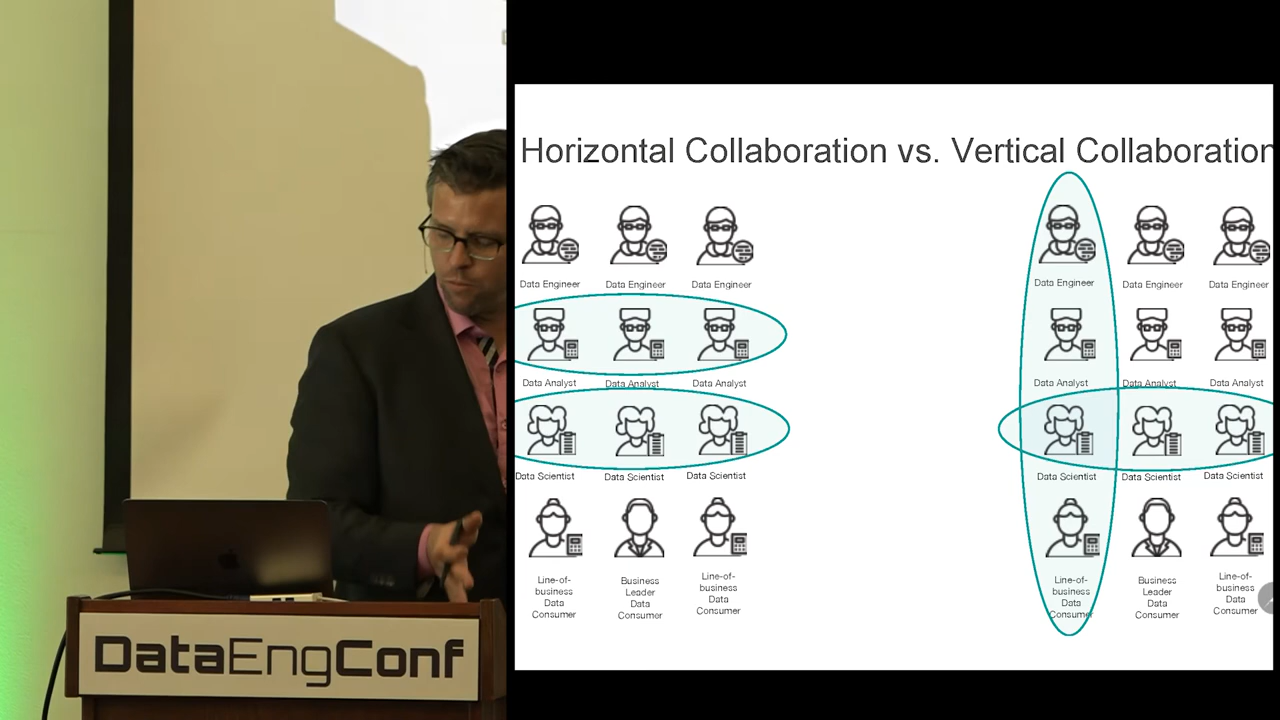 Horizontal Collaboration vs. Vertical Collaboration
Data Engineer Data Engineer Data Engineer Data Engineer Data Engineer Data Engineer
Data Analyst Data Analyst Data Analyst Data Analyst Data Analyst Data Analyst
Data Scientist Data Scientist Data Scientist Data Scientist Data Scientist Data Scientist
Line-of-
business
Data
Consumer
Business
Leader
Data
Consumer
Line-of-
business
Data
Consumer
Line-of-
business
Data
Consumer
Business
Leader
Data
Consumer
Line-of-
business
Data
Consumer
DataEngConf